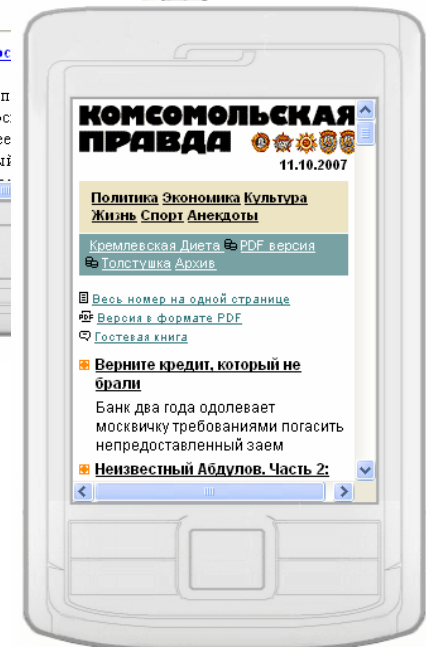 КОМСОМОЛЬСКАЯ
ПРАВДА
11.10.2007
Политика Экономика Культура
Жизнь Спорт Анекдоты
Кремлевская Диета PDF версия
Толстушка Архив
Весь номер на одной странице
PDF Версия в формате PDF
Гостевая книга
Верните кредит, который не
брали
Банк два года одолевает
москвичку требованиями погасить
непредоставленный заем
Неизвестный Абдулов. Часть 2: